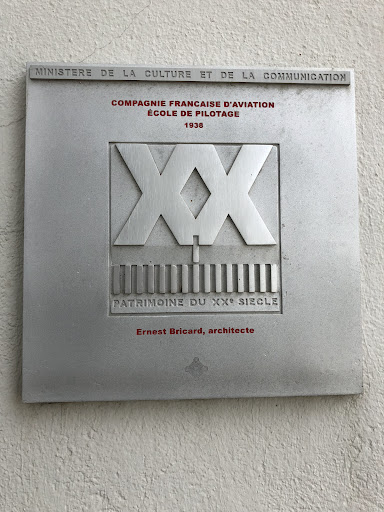 MINISTERE DE LA CULTURE ET DE LA COMMUNICATION
COMPAGNIE FRANCAISE D'AVIATION
ÉCOLE DE PILOTAGE
1938
XX
PATRIMOINE DU XXᵉ SIECLE
Ernest Bricard, architecte